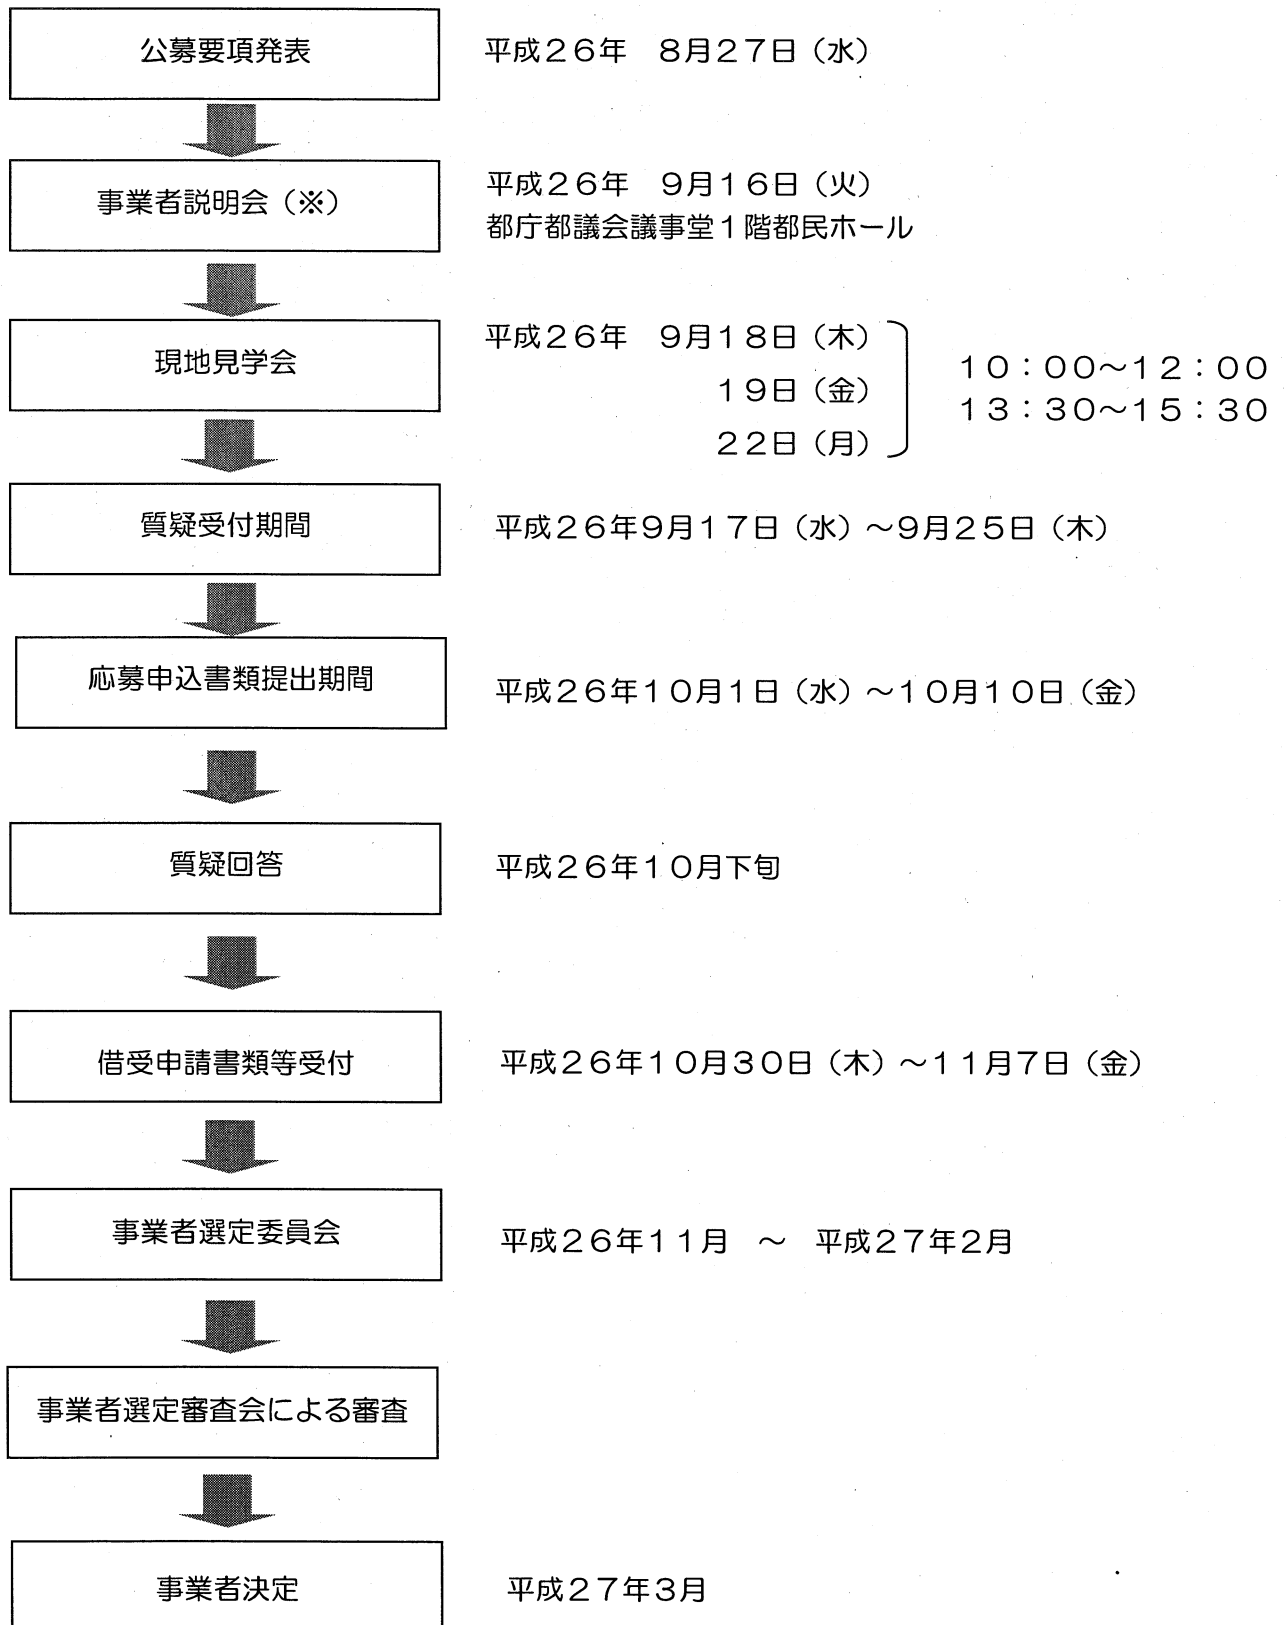 公募要項発表
平成26年　8月27日（水）
事業者説明会（※）
平成26年　9月16日（火）
都庁都議会議事堂1階都民ホール
現地見学会
平成26年　9月18日（木）
19日（金）
22日（月）
10：00～12：00
13：30～15：30
質疑受付期間
平成26年9月17日（水）～9月25日（木）
応募申込書類提出期間
平成26年10月1日（水）～10月10日（金）
質疑回答
平成26年10月下旬
借受申請書類等受付
平成26年10月30日（木）～11月7日（金）
事業者選定委員会
平成26年11月　～　平成27年2月
事業者選定審査会による審査
事業者決定
平成27年3月